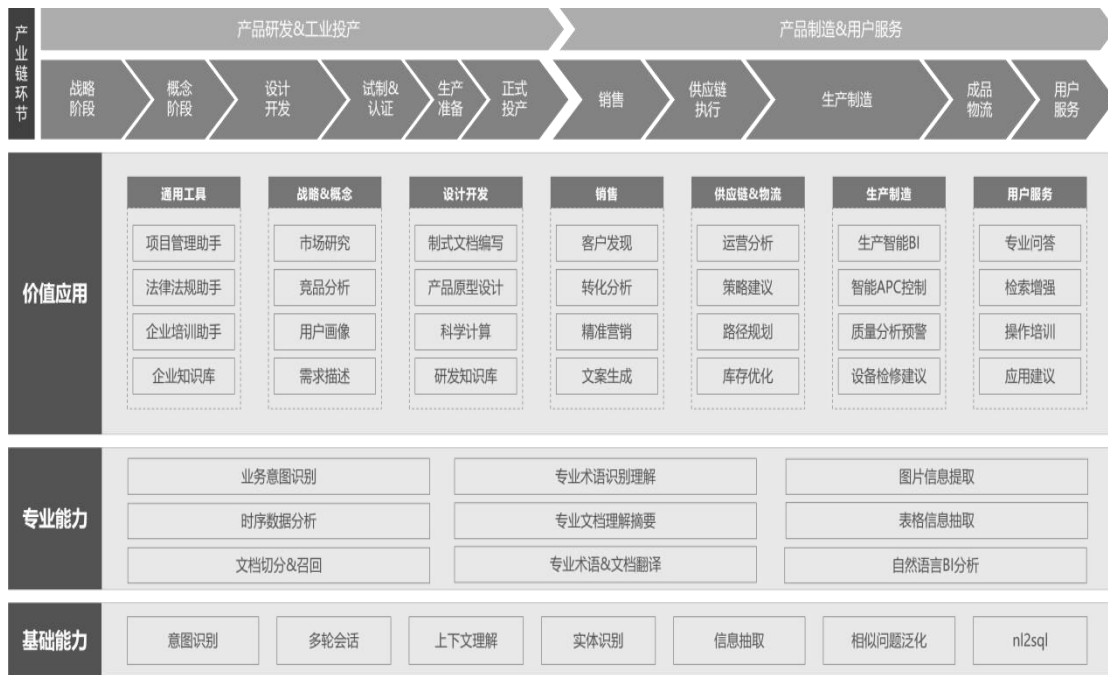 产业链环节
产品研发&工业投产
产品制造&用户服务
战略
阶段
概念
阶段
设计
开发
试制&
认证
生产
准备
正式
投产
销售
供应链
执行
生产制造
成品
物流
用户
服务
价值应用
通用工具
项目管理助手
法律法规助手
企业培训助手
企业知识库
战略&概念
市场研究
竞品分析
用户画像
需求描述
设计开发
制式文档编写
产品原型设计
科学计算
研发知识库
销售
客户发现
转化分析
精准营销
文案生成
供应链&物流
运营分析
策略建议
路径规划
库存优化
生产制造
生产智能BI
智能APC控制
质量分析预警
设备检修建议
用户服务
专业问答
检索增强
操作培训
应用建议
专业能力
业务意图识别
专业术语识别理解
图片信息提取
时序数据分析
专业文档理解摘要
表格信息抽取
文档切分&召回
专业术语&文档翻译
自然语言BI分析
基础能力
意图识别
多轮会话
上下文理解
实体识别
信息抽取
相似问题泛化
nl2sql